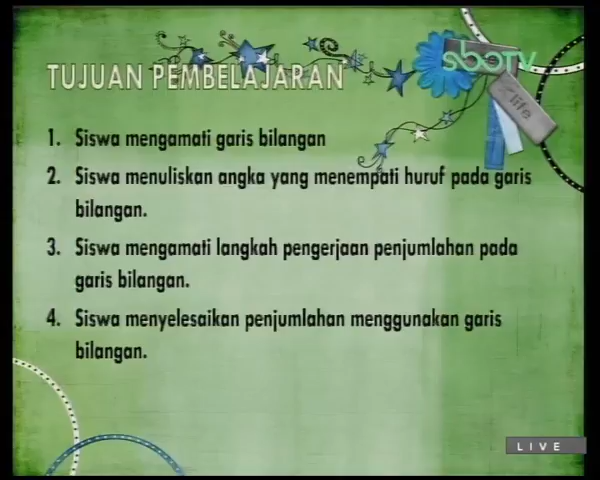 sboTV
TUJUAN PEMBELAJARAN
life
1. Siswa mengamati garis bilangan
2. Siswa menuliskan angka yang menempati huruf pada garis
bilangan.
3. Siswa mengamati langkah pengerjaan penjumlahan pada
garis bilangan.
4. Siswa menyelesaikan penjumlahan menggunakan garis
bilangan.
LIVE